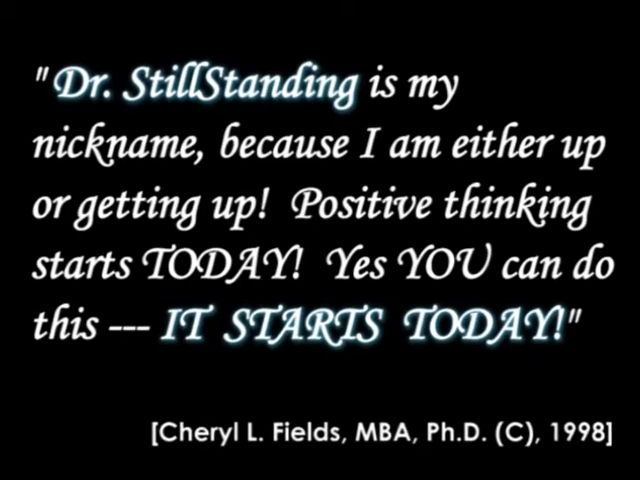 "Dr. StillStanding is my
nickname, because I am either up
or getting up!  Positive thinking
starts TODAY!  Yes YOU can do
this --- IT STARTS TODAY!"
[Cheryl L. Fields, MBA, Ph.D. (C), 1998]